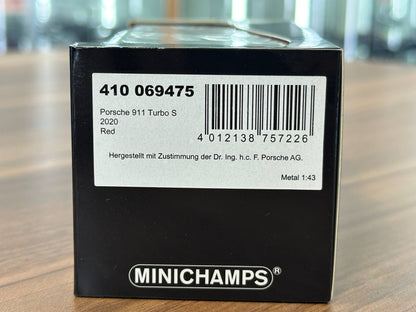 410 069475
Porsche 911 Turbo S
2020
Red
4 012138 757226
Hergestellt mit Zustimmung der Dr. Ing. h.c. F. Porsche AG.
Metal 1:43
MINICHAMPS®